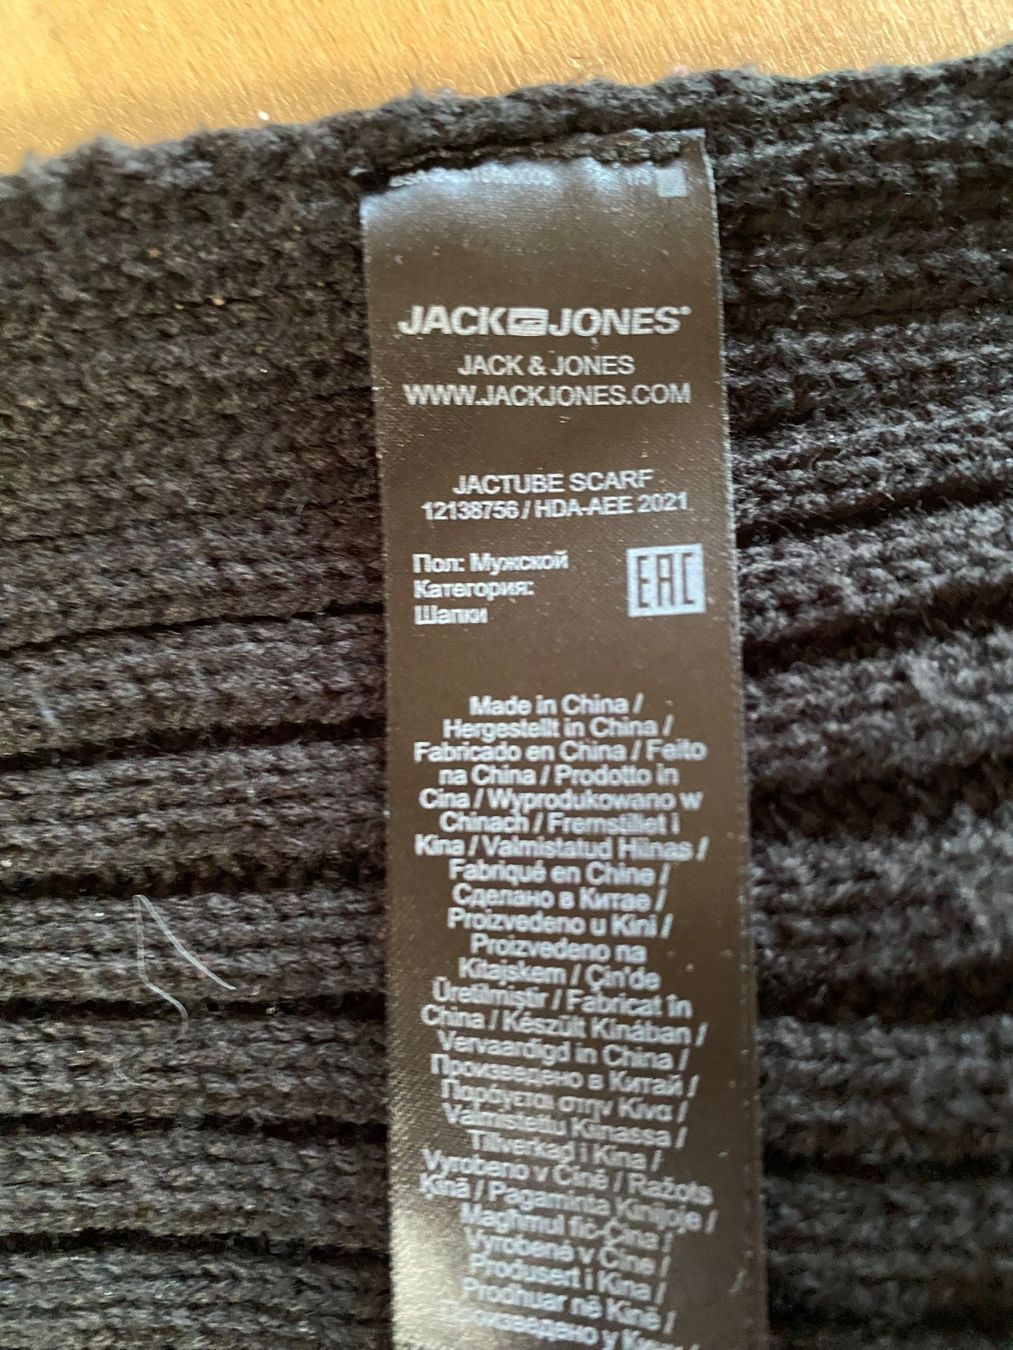 JACK JONES
JACK & JONES
WWW.JACKJONES.COM
JACTUBE SCARF
12138756 / HDA-AEE 2021
Пол: Мужской
Категория:
Шапки
EAC
Made in China /
Hergestellt in China /
Fabricado en China / Feito
na China / Prodotto in
Cina / Wyprodukowano w
Chinach / Fremstillet i
Kina / Valmistatud Hiinas /
Fabriqué en Chine /
Сделано в Китае /
Proizvedeno u Kini /
Proizvedeno na
Kitajskem / Çin'de
Üretilmiştir / Fabricat în
China / Készült Kínában /
Vervaardigd in China /
Произведено в Китай /
Παράγεται στην Κίνα /
Valmistettu Kiinassa /
Tillverkad i Kina /
Vyrobeno v Číně / Ražots
Ķīnā / Pagaminta Kinijoje /
Magħmul fiċ-Ċina /
Vyrobené v Číne /
Produsert i Kina /
Prodhuar në Kinë /